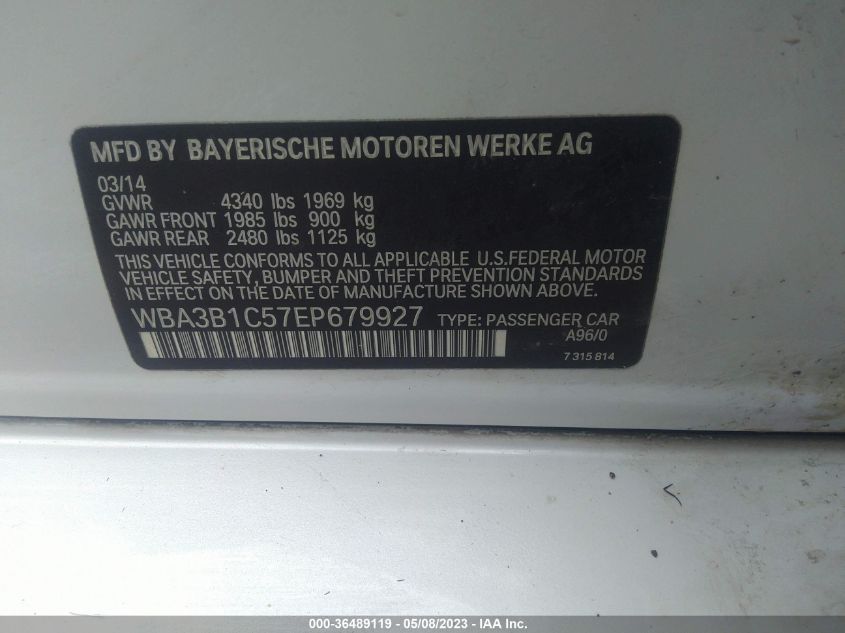 MFD BY BAYERISCHE MOTOREN WERKE AG
03/14
GVWR 4340 lbs 1969 kg
GAWR FRONT 1985 lbs 900 kg
GAWR REAR 2480 lbs 1125 kg
THIS VEHICLE CONFORMS TO ALL APPLICABLE U.S.FEDERAL MOTOR
VEHICLE SAFETY, BUMPER AND THEFT PREVENTION STANDARDS
IN EFFECT ON THE DATE OF MANUFACTURE SHOWN ABOVE.
WBA3B1C57EP679927 TYPE: PASSENGER CAR
A96/0
7 315 814
000-36489119 - 05/08/2023 - IAA Inc.